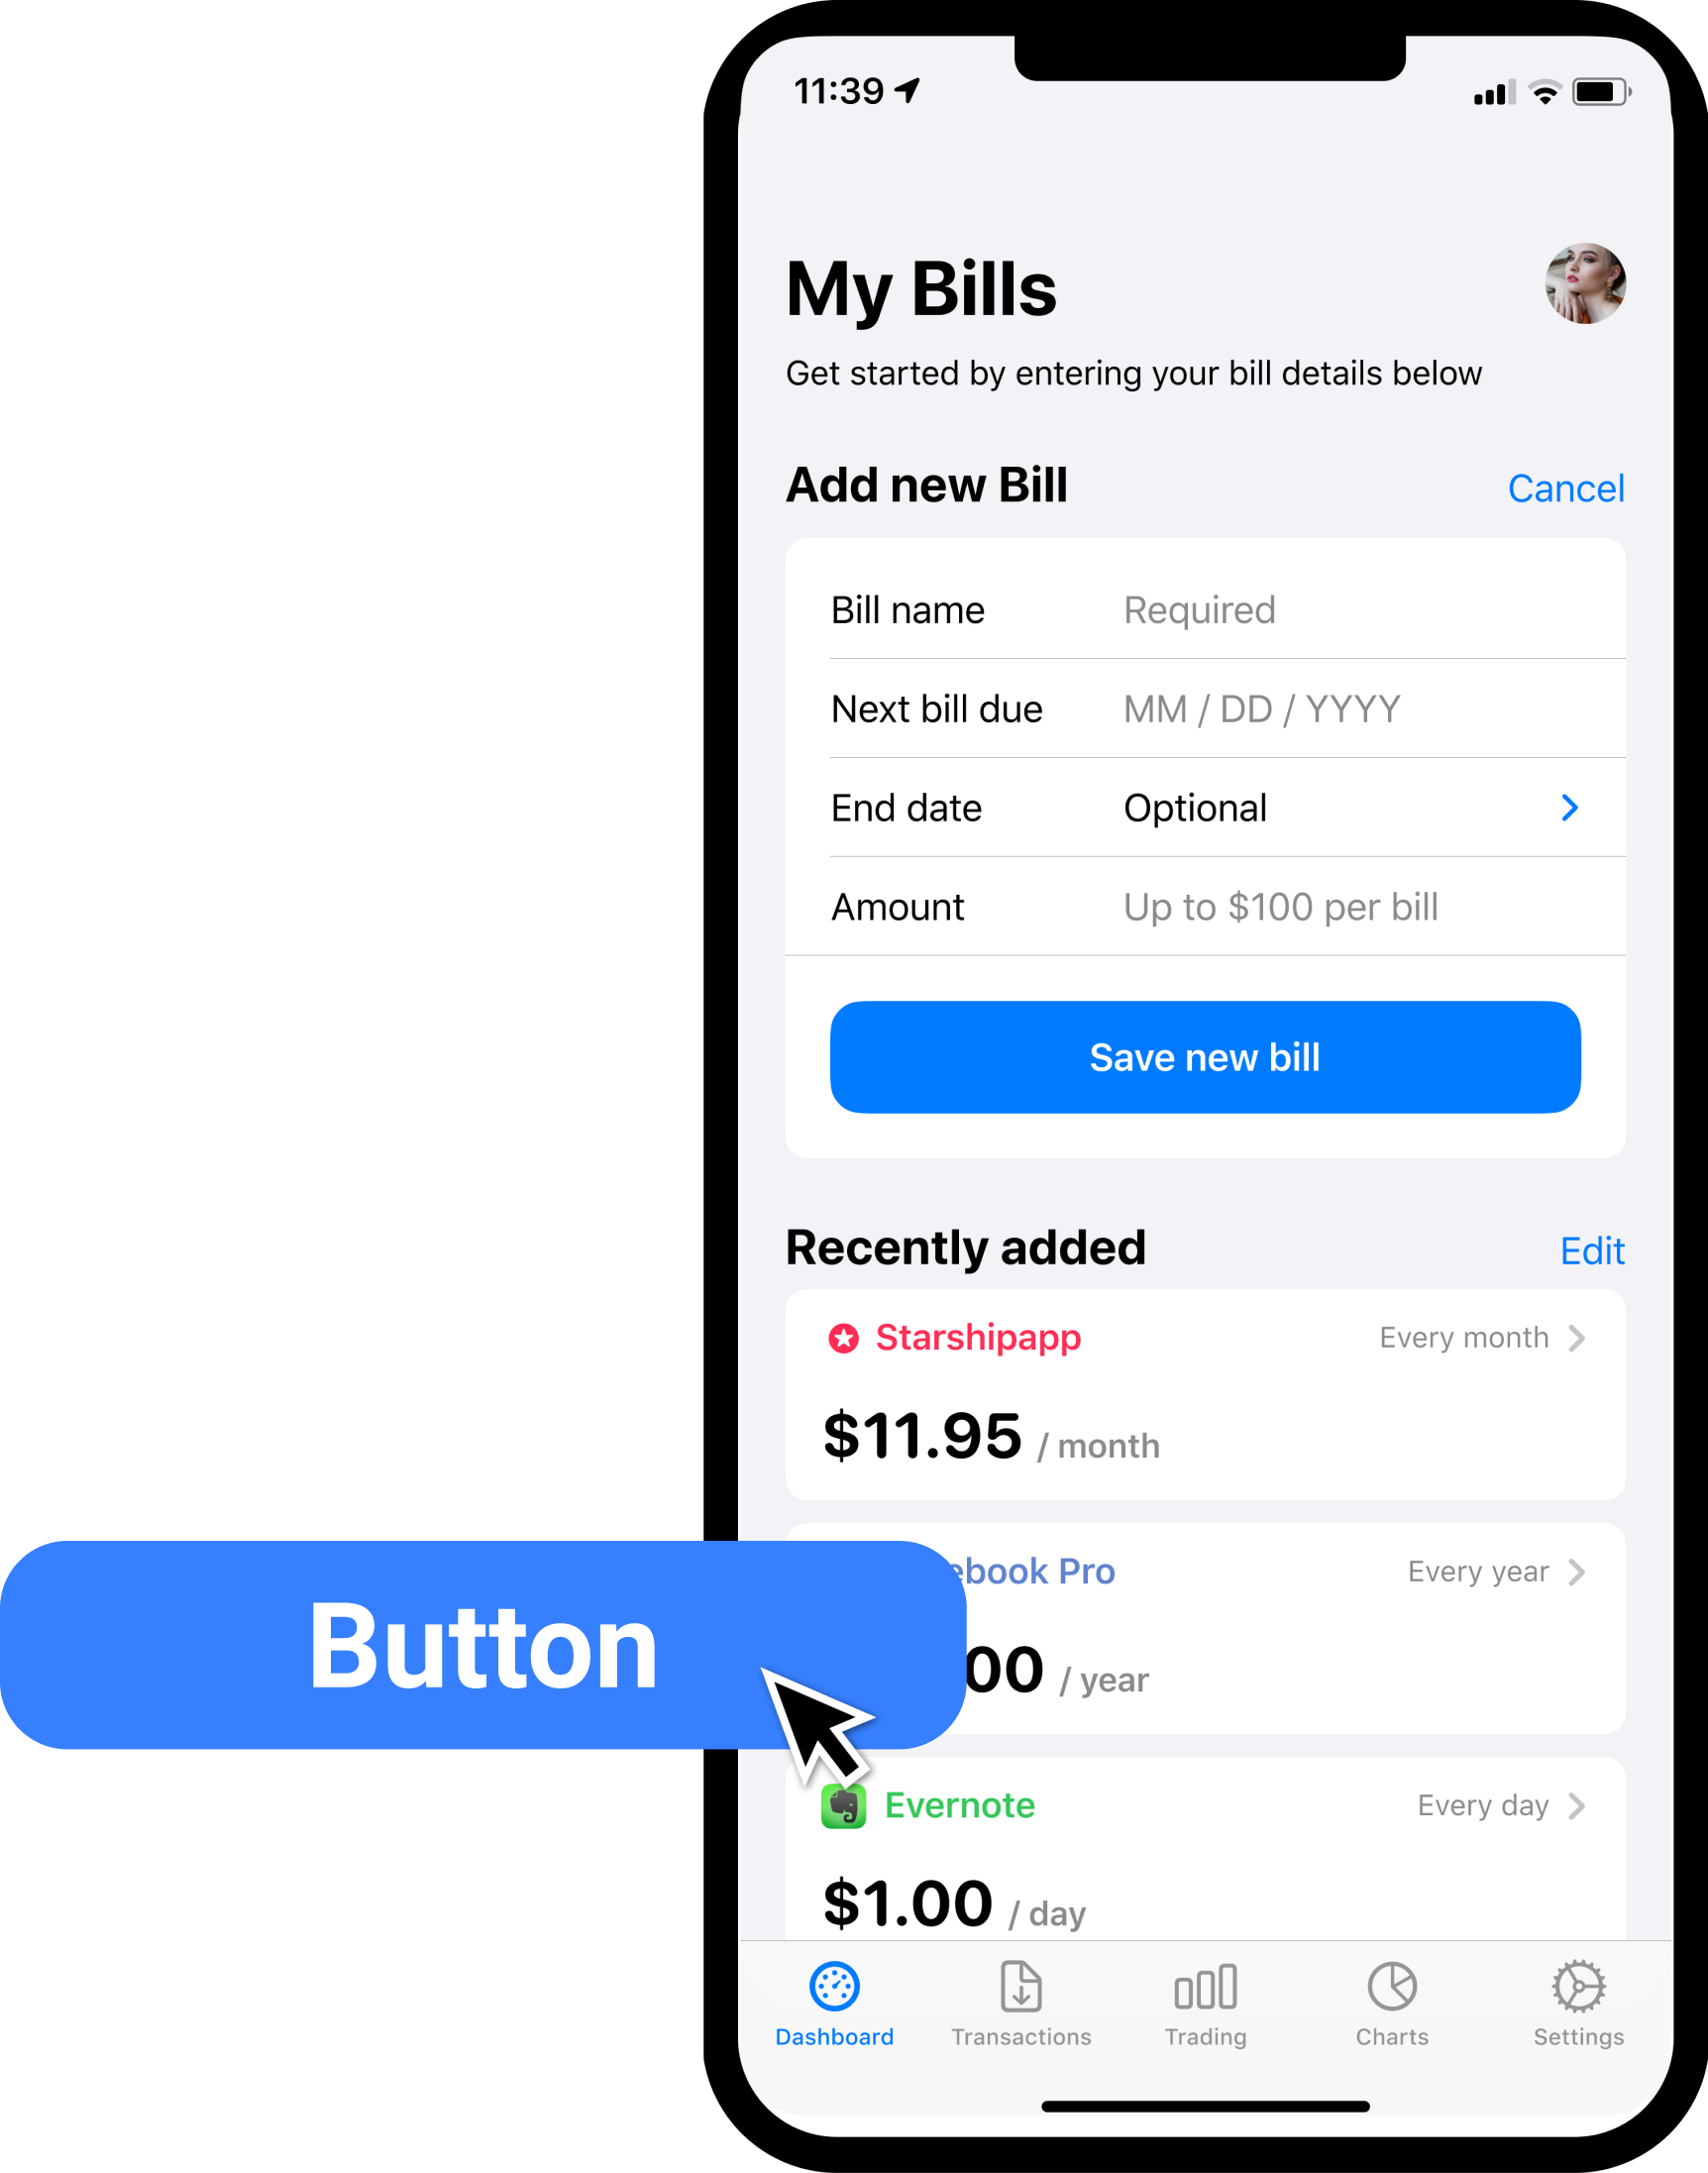 11:39
My Bills
Get started by entering your bill details below
Add new Bill Cancel
Bill name Required
Next bill due MM / DD / YYYY
End date Optional
Amount Up to $100 per bill
Save new bill
Recently added Edit
Starshipapp Every month
$11.95 / month
ebook Pro Every year
00 / year
Button
Evernote Every day
$1.00 / day
Dashboard Transactions Trading Charts Settings